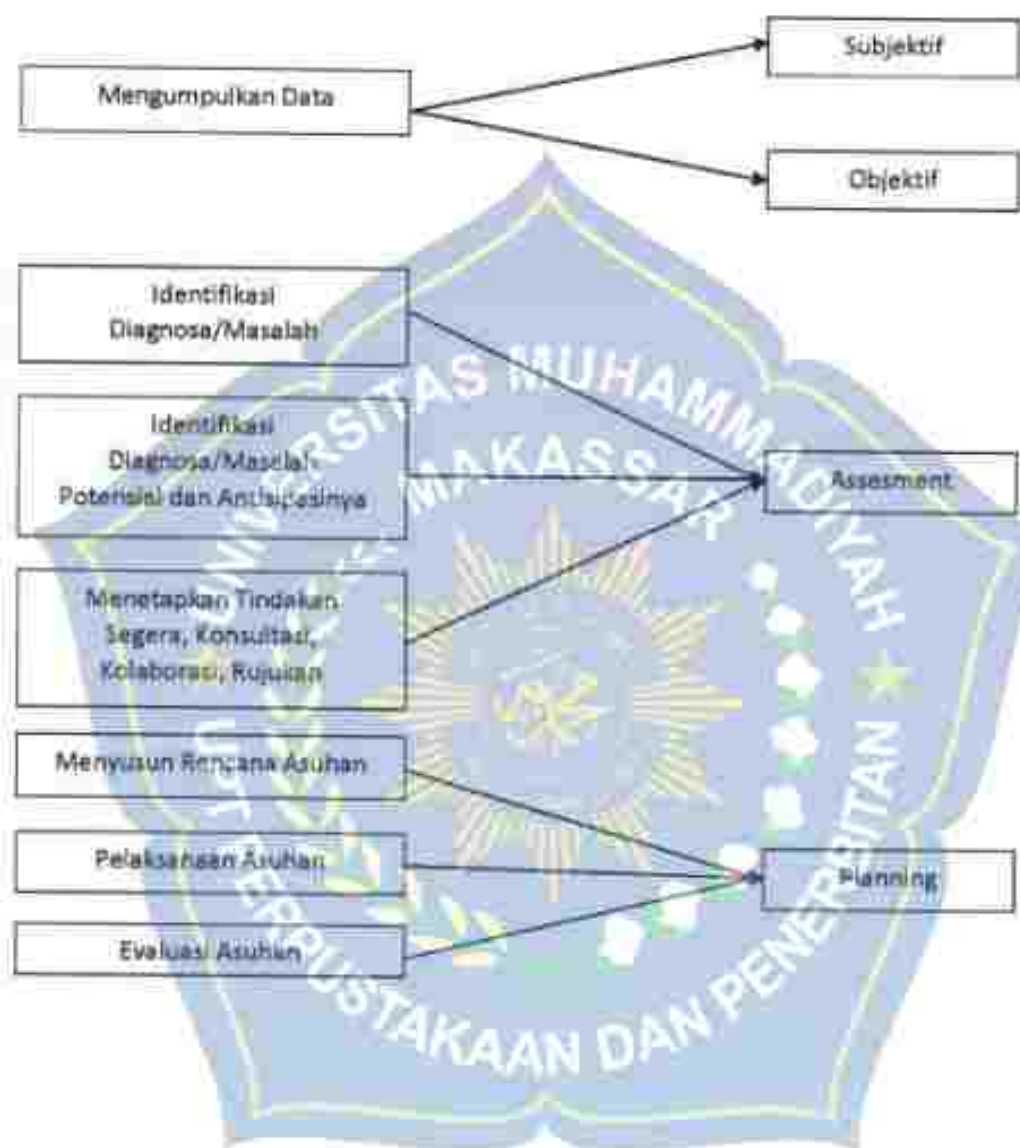 Subjektif
Mengumpulkan Data
Objektif
Identifikasi
Diagnosa/Masalah
Identifikasi
Diagnosa/Masalah
Potensial dan Antisipasinya
Assesment
Menetapkan Tindakan
Segera, Konsultasi,
Kolaborasi, Rujukan
Menyusun Rencana Asuhan
Pelaksanaan Asuhan
Planning
Evaluasi Asuhan
UNIVERSITAS MUHAMMADIYAH
MAKASSAR
UPT PERPUSTAKAAN DAN PENERBITAN